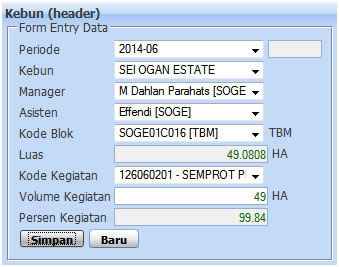 Kebun (header)
Form Entry Data
Periode 2014-06
Kebun SEI OGAN ESTATE
Manager M Dahlan Parahats [SOGE
Asisten Effendi [SOGE]
Kode Blok SOGE01C016 [TBM] TBM
Luas 49.0808 HA
Kode Kegiatan 126060201 - SEMPROT PI
Volume Kegiatan 49 HA
Persen Kegiatan 99.84
Simpan Baru